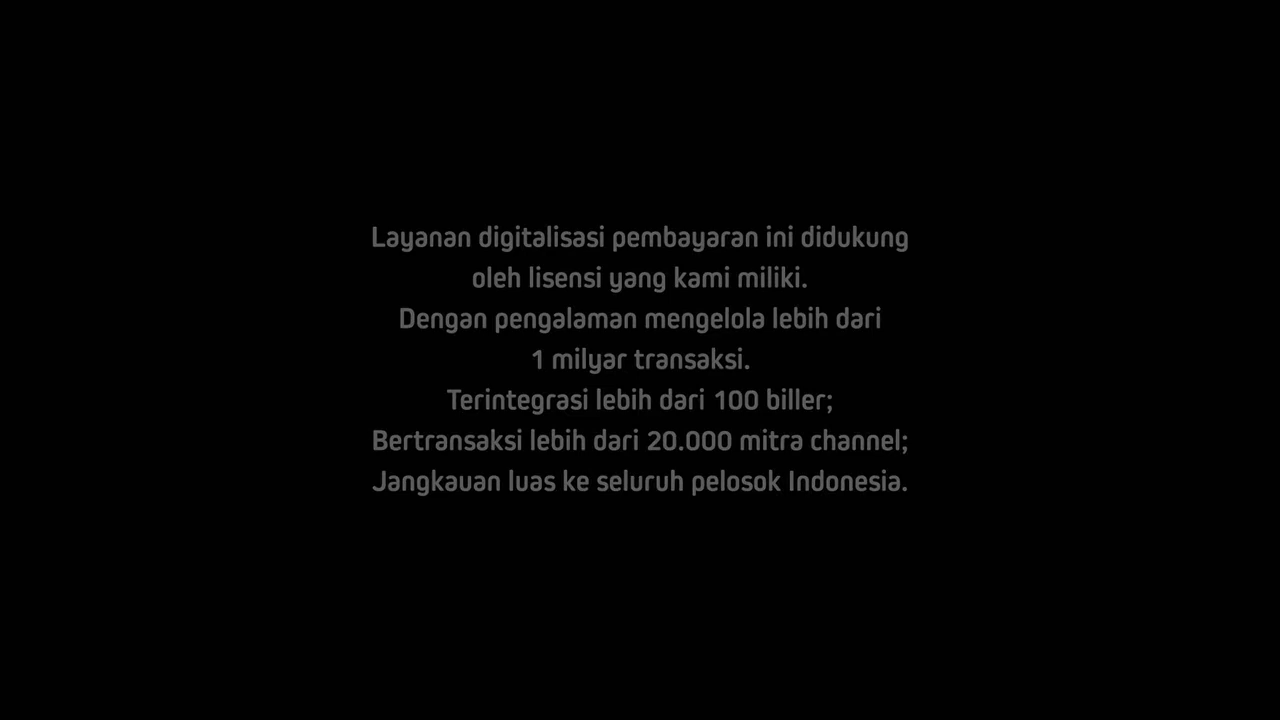 Layanan digitalisasi pembayaran ini didukung
oleh lisensi yang kami miliki.
Dengan pengalaman mengelola lebih dari
1 milyar transaksi.
Terintegrasi lebih dari 100 biller;
Bertransaksi lebih dari 20.000 mitra channel;
Jangkauan luas ke seluruh pelosok Indonesia.